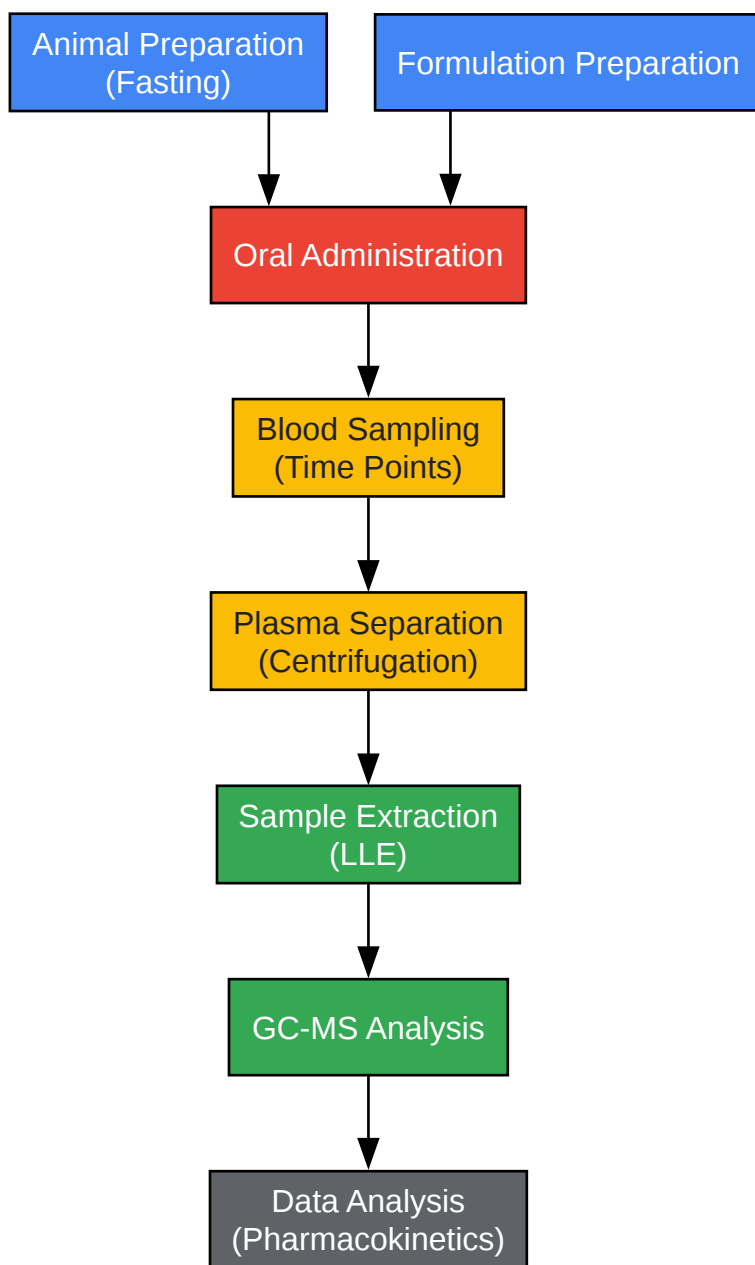 Animal Preparation
(Fasting)
Formulation Preparation
Oral Administration
Blood Sampling
(Time Points)
Plasma Separation
(Centrifugation)
Sample Extraction
(LLE)
GC-MS Analysis
Data Analysis
(Pharmacokinetics)